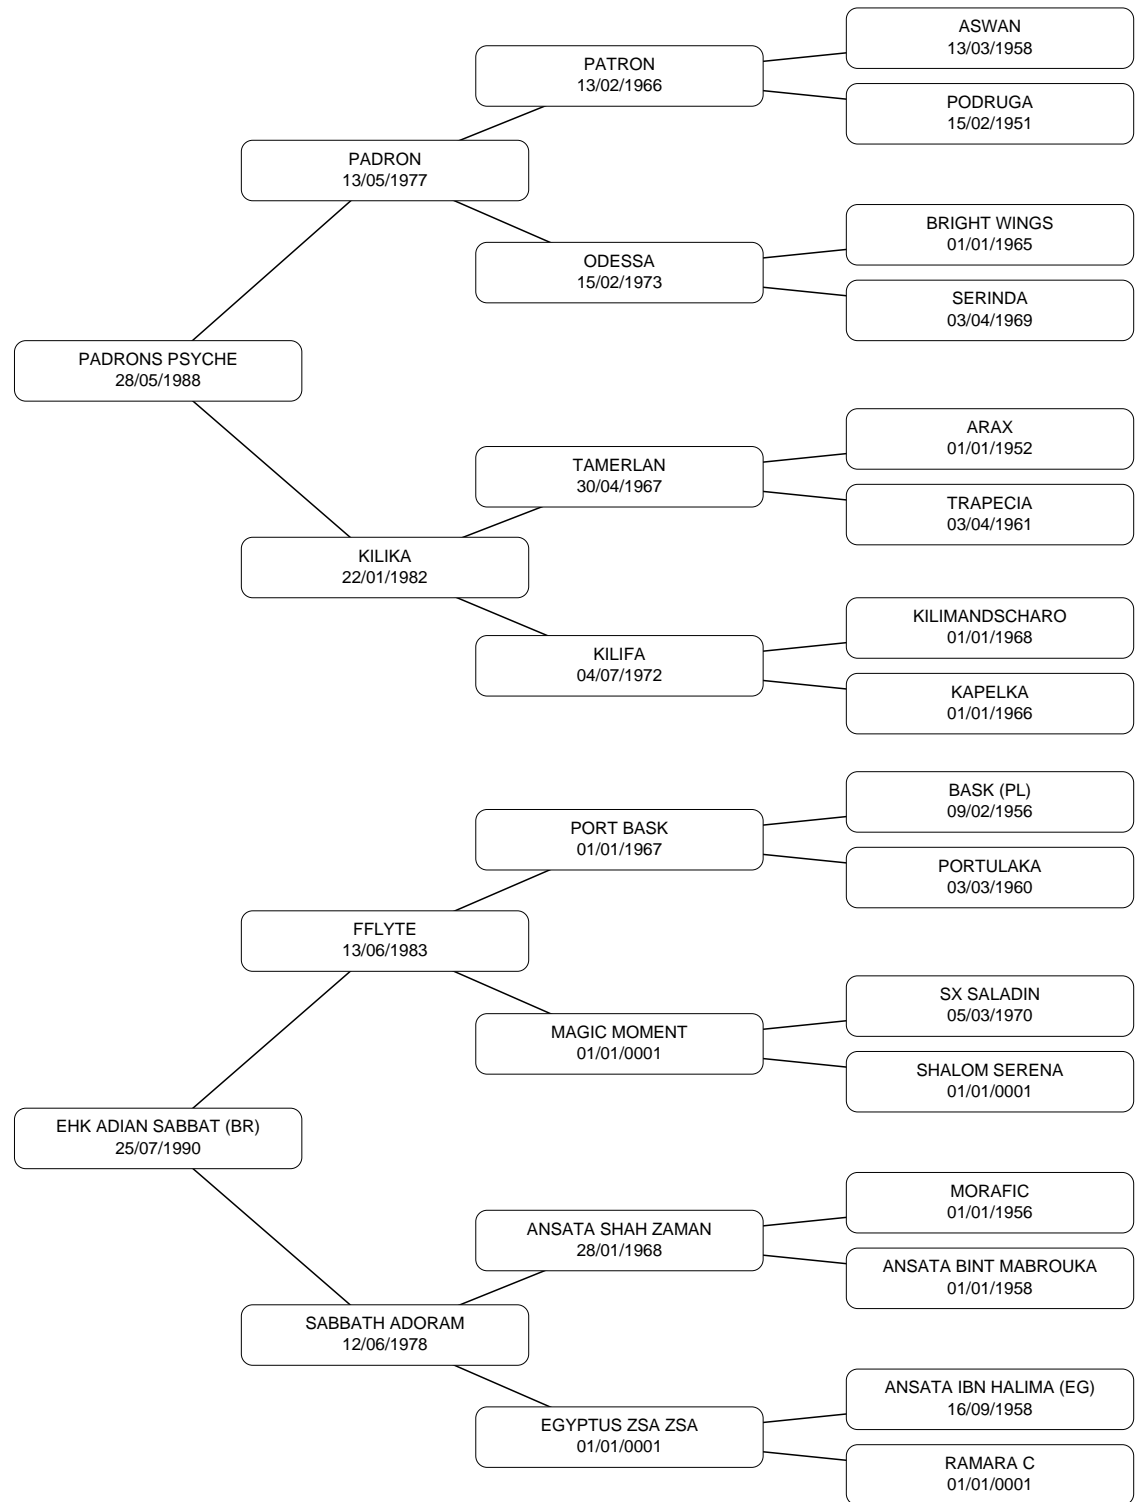 ASWAN
13/03/1958
PATRON
13/02/1966
PODRUGA
15/02/1951
PADRON
13/05/1977
BRIGHT WINGS
01/01/1965
ODESSA
15/02/1973
SERINDA
03/04/1969
PADRONS PSYCHE
28/05/1988
ARAX
01/01/1952
TAMERLAN
30/04/1967
TRAPECIA
03/04/1961
KILIKA
22/01/1982
KILIMANDSCHARO
01/01/1968
KILIFA
04/07/1972
KAPELKA
01/01/1966
BASK (PL)
09/02/1956
PORT BASK
01/01/1967
PORTULAKA
03/03/1960
FFLYTE
13/06/1983
SX SALADIN
05/03/1970
MAGIC MOMENT
01/01/0001
SHALOM SERENA
01/01/0001
EHK ADIAN SABBAT (BR)
25/07/1990
MORAFIC
01/01/1956
ANSATA SHAH ZAMAN
28/01/1968
ANSATA BINT MABROUKA
01/01/1958
SABBATH ADORAM
12/06/1978
ANSATA IBN HALIMA (EG)
16/09/1958
EGYPTUS ZSA ZSA
01/01/0001
RAMARA C
01/01/0001